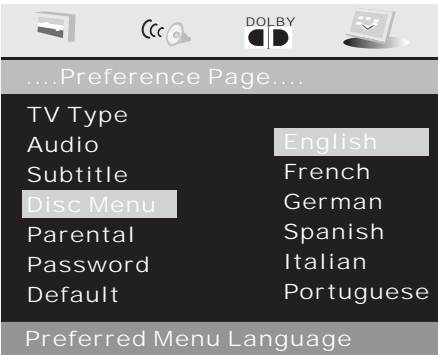 DOLBY
....Preference Page....
TV Type
Audio
Subtitle
Disc Menu
Parental
Password
Default
English
French
German
Spanish
Italian
Portuguese
Preferred Menu Language